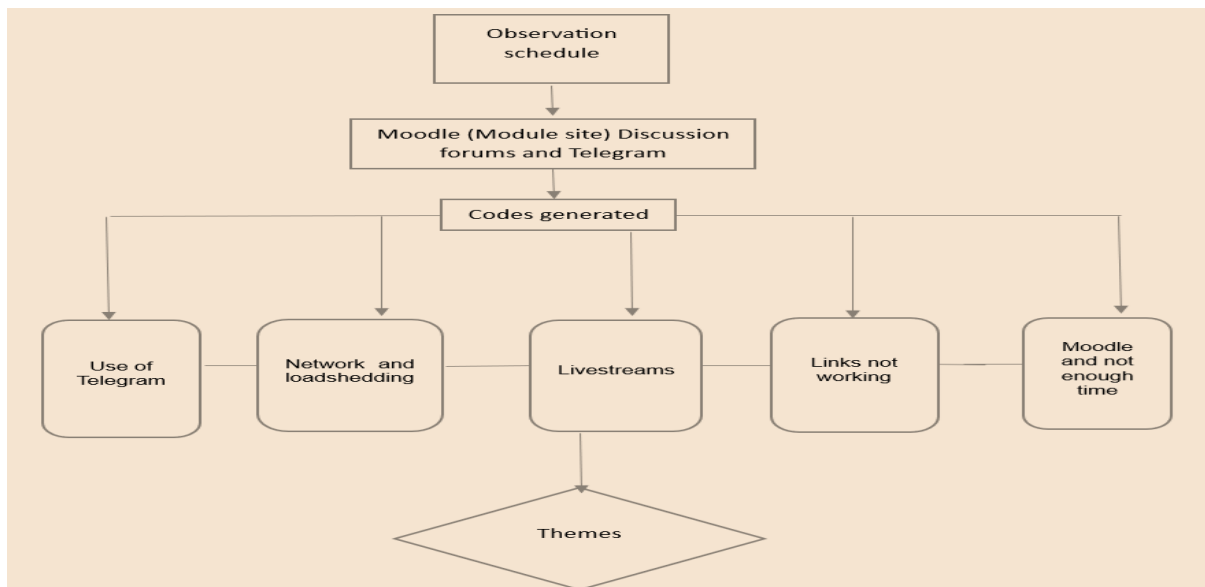 Observation
schedule
Moodle (Module site) Discussion
forums and Telegram
Codes generated
Use of
Telegram
Network and
loadshedding
Livestreams
Links not
working
Moodle
and not
enough
time
Themes